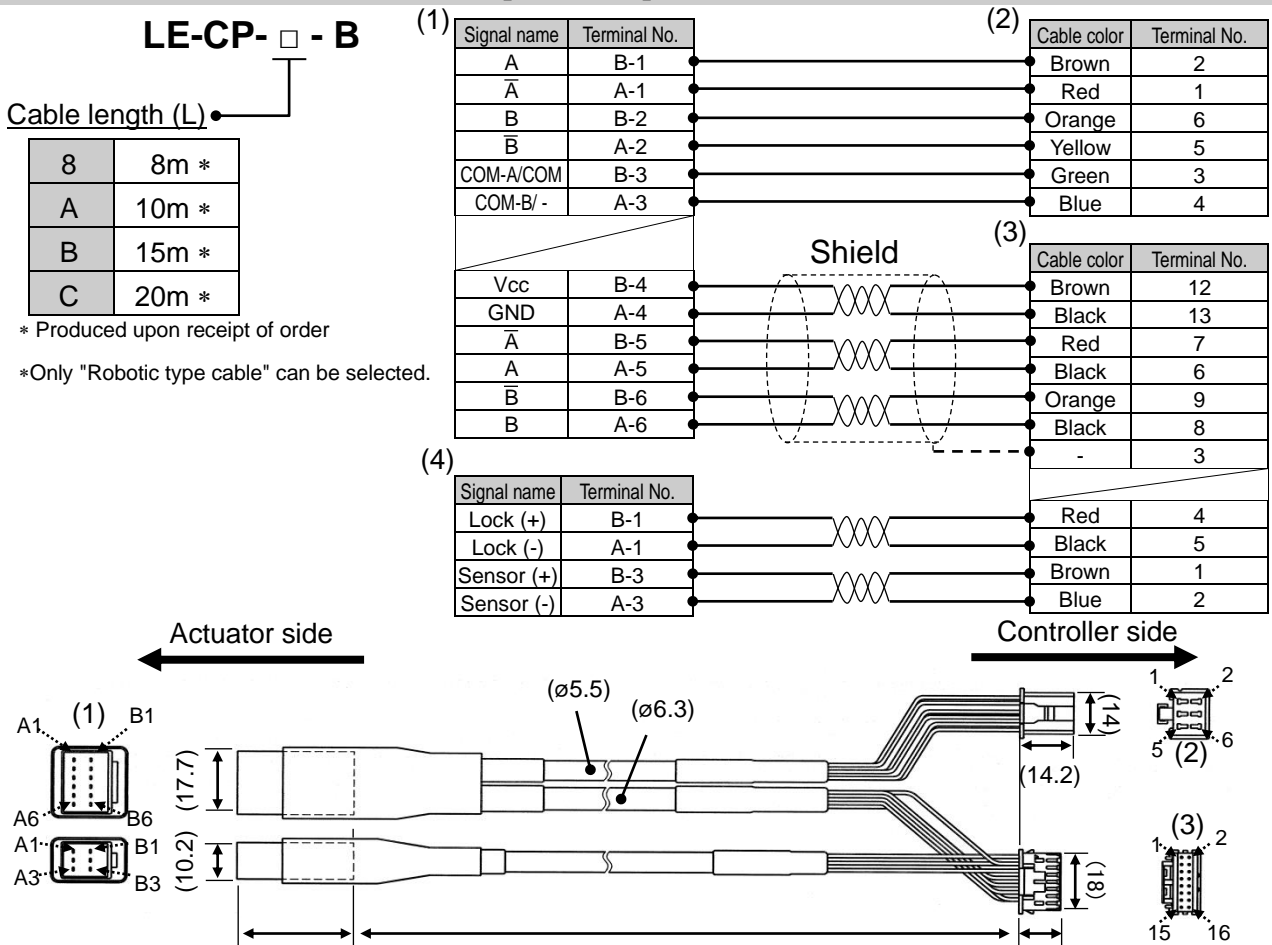 LE-CP- □ - B
Cable length (L)
8 8m *
A 10m *
B 15m *
C 20m *
* Produced upon receipt of order
*Only "Robotic type cable" can be selected.
(1)
Signal name Terminal No.
A B-1
A̅ A-1
B B-2
B̅ A-2
COM-A/COM B-3
COM-B/ - A-3
Vcc B-4
GND A-4
A̅ B-5
A A-5
B̅ B-6
B A-6
Shield
(2)
Cable color Terminal No.
Brown 2
Red 1
Orange 6
Yellow 5
Green 3
Blue 4
(3)
Cable color Terminal No.
Brown 12
Black 13
Red 7
Black 6
Orange 9
Black 8
- 3
Red 4
Black 5
Brown 1
Blue 2
(4)
Signal name Terminal No.
Lock (+) B-1
Lock (-) A-1
Sensor (+) B-3
Sensor (-) A-3
Actuator side
Controller side
A1 (1) B1
A6 B6
A1 B1
A3 B3
(17.7)
(10.2)
(ø5.5)
(ø6.3)
(14)
(14.2)
(18)
1 2
5 (2) 6
(3)
1 2
15 16